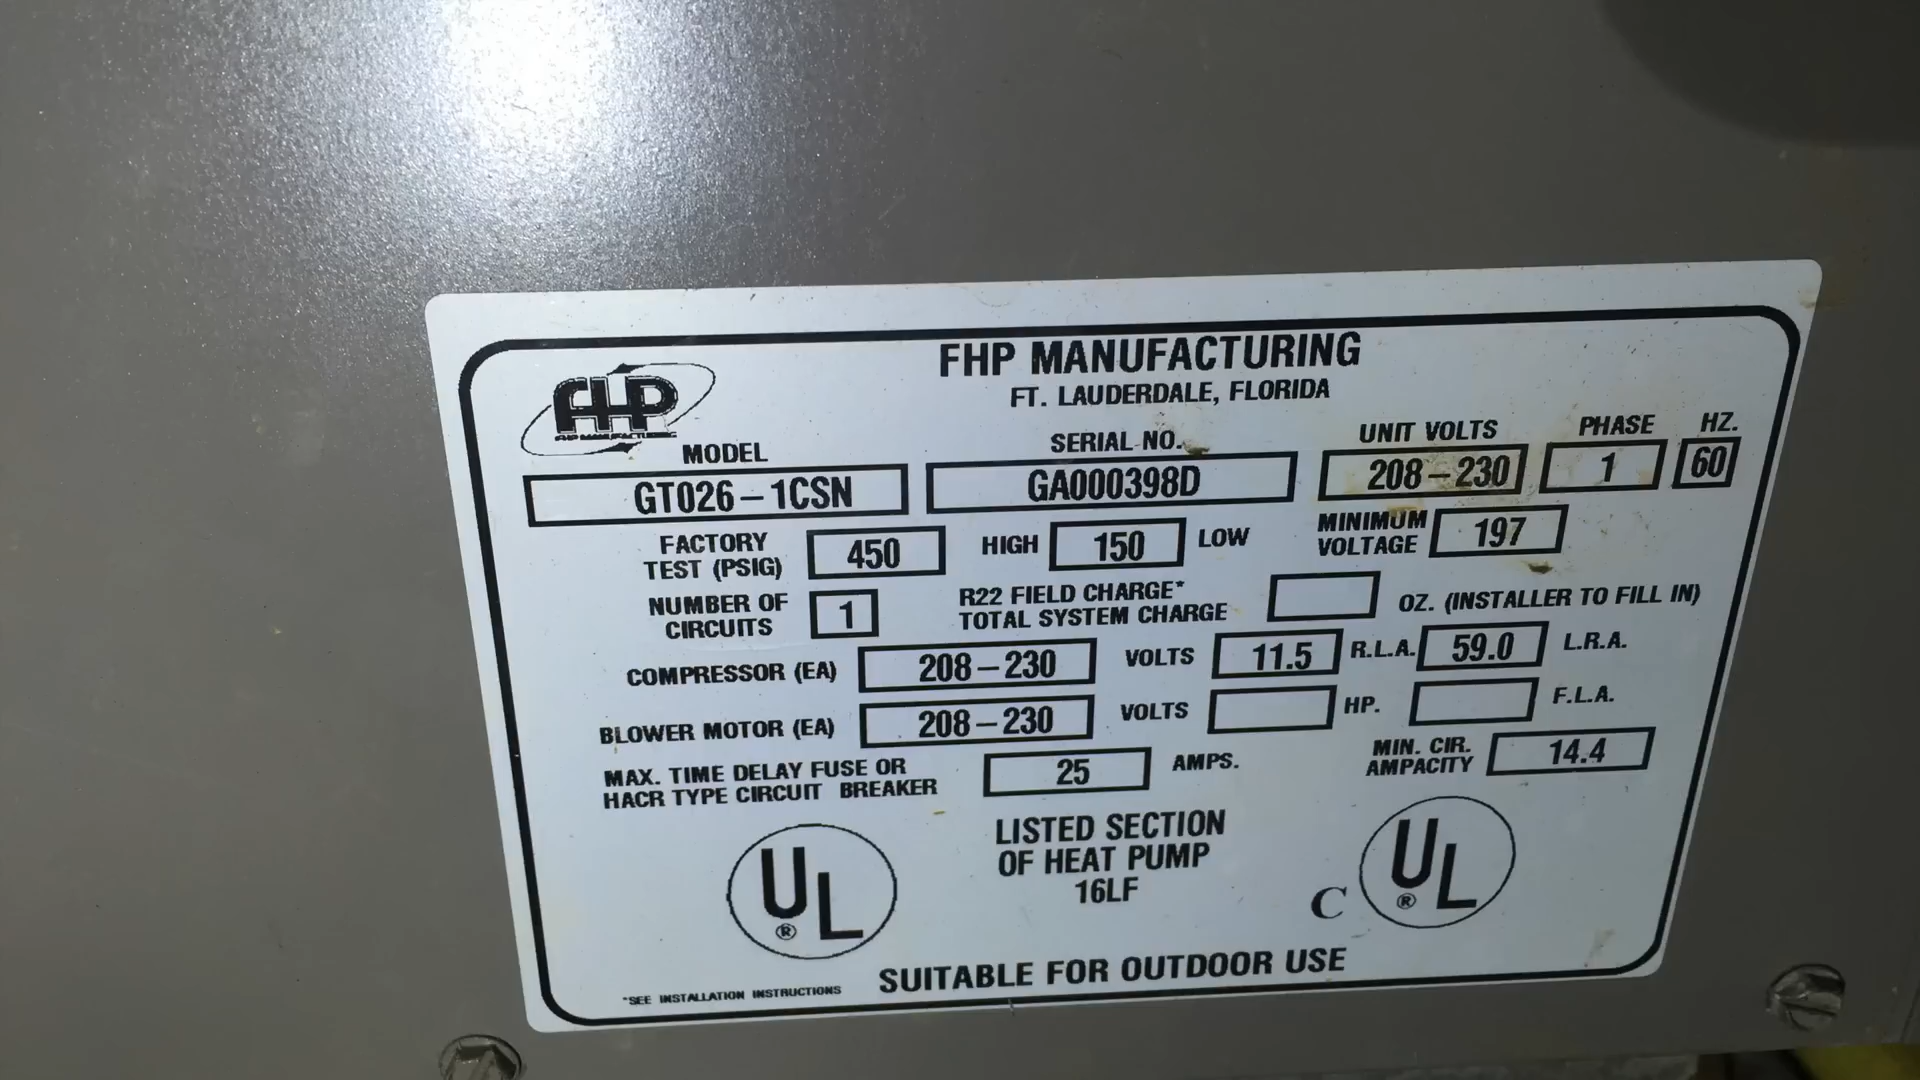 FHP MANUFACTURING
FT. LAUDERDALE, FLORIDA
FHP
FHP MANUFACTURING
MODEL SERIAL NO. UNIT VOLTS PHASE HZ.
GT026-1CSN GA000398D 208-230 1 60
FACTORY TEST (PSIG) 450 HIGH 150 LOW MINIMUM VOLTAGE 197
NUMBER OF CIRCUITS 1 R22 FIELD CHARGE* TOTAL SYSTEM CHARGE OZ. (INSTALLER TO FILL IN)
COMPRESSOR (EA) 208-230 VOLTS 11.5 R.L.A. 59.0 L.R.A.
BLOWER MOTOR (EA) 208-230 VOLTS HP. F.L.A.
MAX. TIME DELAY FUSE OR HACR TYPE CIRCUIT BREAKER 25 AMPS. MIN. CIR. AMPACITY 14.4
UL ®
LISTED SECTION
OF HEAT PUMP
16LF
C UL ®
*SEE INSTALLATION INSTRUCTIONS
SUITABLE FOR OUTDOOR USE